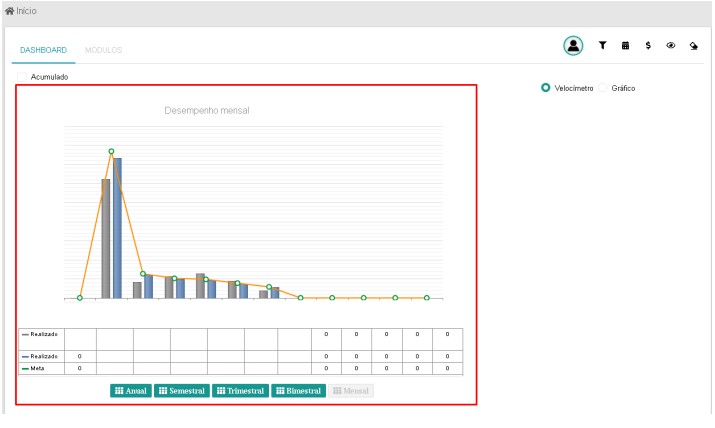 Início
DASHBOARD MÓDULOS
$
Acumulado
Velocímetro Gráfico
Desempenho mensal
Realizado 0 0 0 0 0
Realizado 0 0 0 0 0 0
Meta 0 0 0 0 0 0
Anual Semestral Trimestral Bimestral Mensal